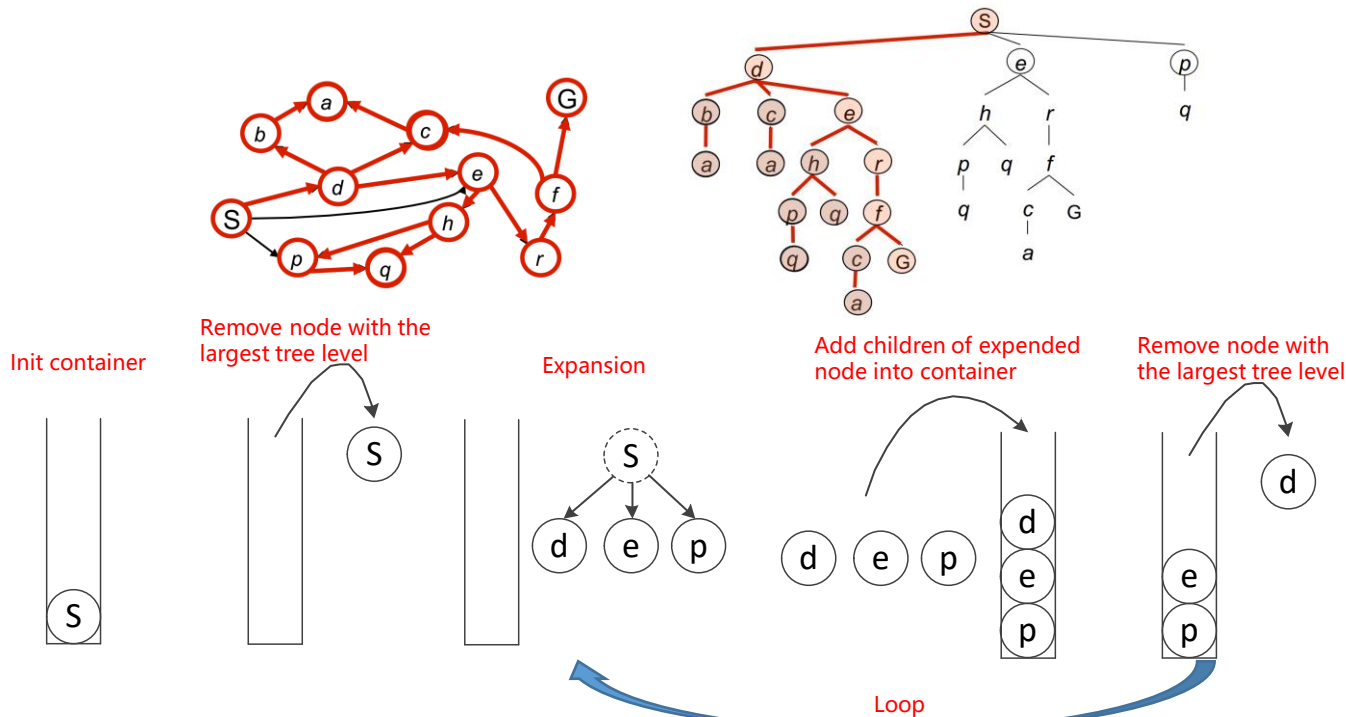 S
d
e
p
b
c
e
h
r
q
a
a
h
r
p
q
f
p
q
f
q
c
G
q
c
G
a
a
a
G
b
c
e
d
f
S
h
p
q
r
Init container
Remove node with the
largest tree level
Expansion
Add children of expended
node into container
Remove node with
the largest tree level
S
S
S
d e p
d e p
d
e
p
d
e
p
Loop